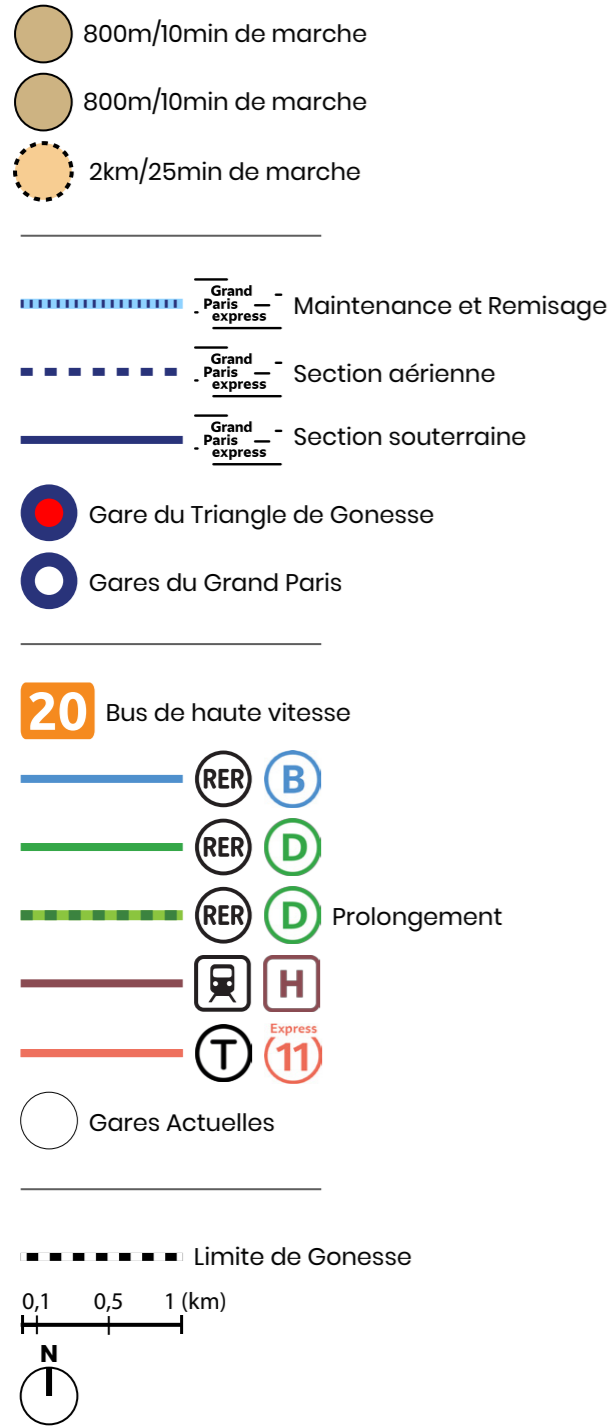 800m/10min de marche
800m/10min de marche
2km/25min de marche
Grand
Paris
express
Maintenance et Remisage
Grand
Paris
express
Section aérienne
Grand
Paris
express
Section souterraine
Gare du Triangle de Gonesse
Gares du Grand Paris
20 Bus de haute vitesse
RER B
RER D
RER D Prolongement
H
Express
T 11
Gares Actuelles
Limite de Gonesse
0,1 0,5 1 (km)
N